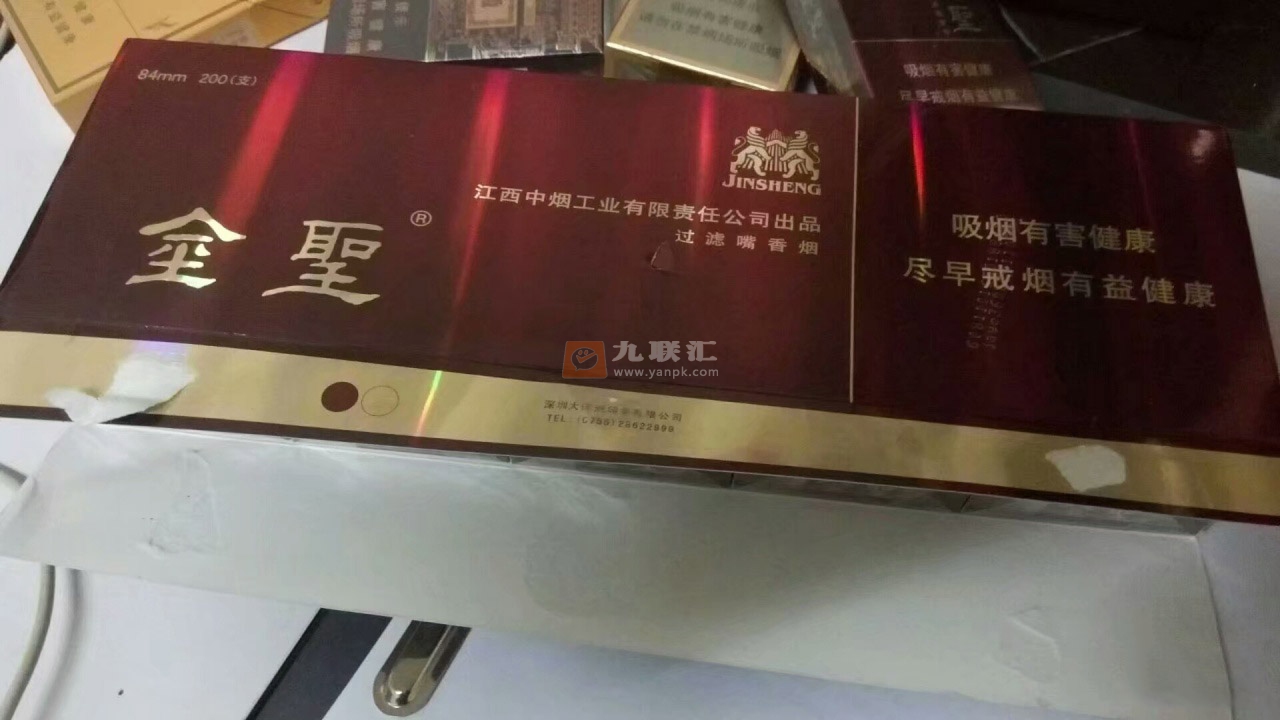 吸烟有害健康
尽早戒烟有益健康
84mm 200(支)
JINSHENG
江西中烟工业有限责任公司出品
过滤嘴香烟
金聖®
吸烟有害健康
尽早戒烟有益健康
九联汇
www.yanpk.com